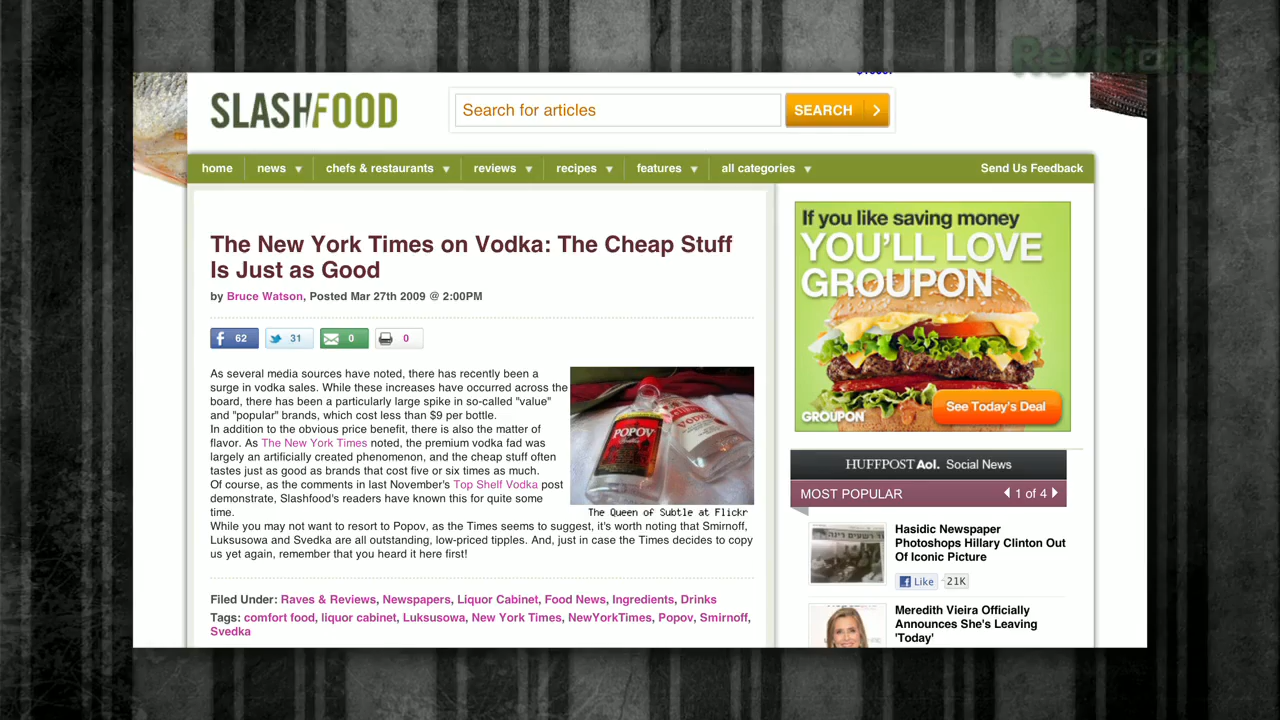 Revision3
SLASHFOOD
Search for articles
SEARCH
home
news
chefs & restaurants
reviews
recipes
features
all categories
Send Us Feedback
The New York Times on Vodka: The Cheap Stuff
Is Just as Good
by Bruce Watson, Posted Mar 27th 2009 @ 2:00PM
62
31
0
0
As several media sources have noted, there has recently been a
surge in vodka sales. While these increases have occurred across the
board, there has been a particularly large spike in so-called "value"
and "popular" brands, which cost less than $9 per bottle.
In addition to the obvious price benefit, there is also the matter of
flavor. As The New York Times noted, the premium vodka fad was
largely an artificially created phenomenon, and the cheap stuff often
tastes just as good as brands that cost five or six times as much.
Of course, as the comments in last November's Top Shelf Vodka post
demonstrate, Slashfood's readers have known this for quite some
time.
POPOV
VODKA
The Queen of Subtle at Flickr
While you may not want to resort to Popov, as the Times seems to suggest, it's worth noting that Smirnoff,
Luksusowa and Svedka are all outstanding, low-priced tipples. And, just in case the Times decides to copy
us yet again, remember that you heard it here first!
Filed Under: Raves & Reviews, Newspapers, Liquor Cabinet, Food News, Ingredients, Drinks
Tags: comfort food, liquor cabinet, Luksusowa, New York Times, NewYorkTimes, Popov, Smirnoff,
Svedka
If you like saving money
YOU'LL LOVE
GROUPON
GROUPON
See Today's Deal
HUFFPOST Aol. Social News
MOST POPULAR
1 of 4
Hasidic Newspaper
Photoshops Hillary Clinton Out
Of Iconic Picture
Like
21K
Meredith Vieira Officially
Announces She's Leaving
'Today'